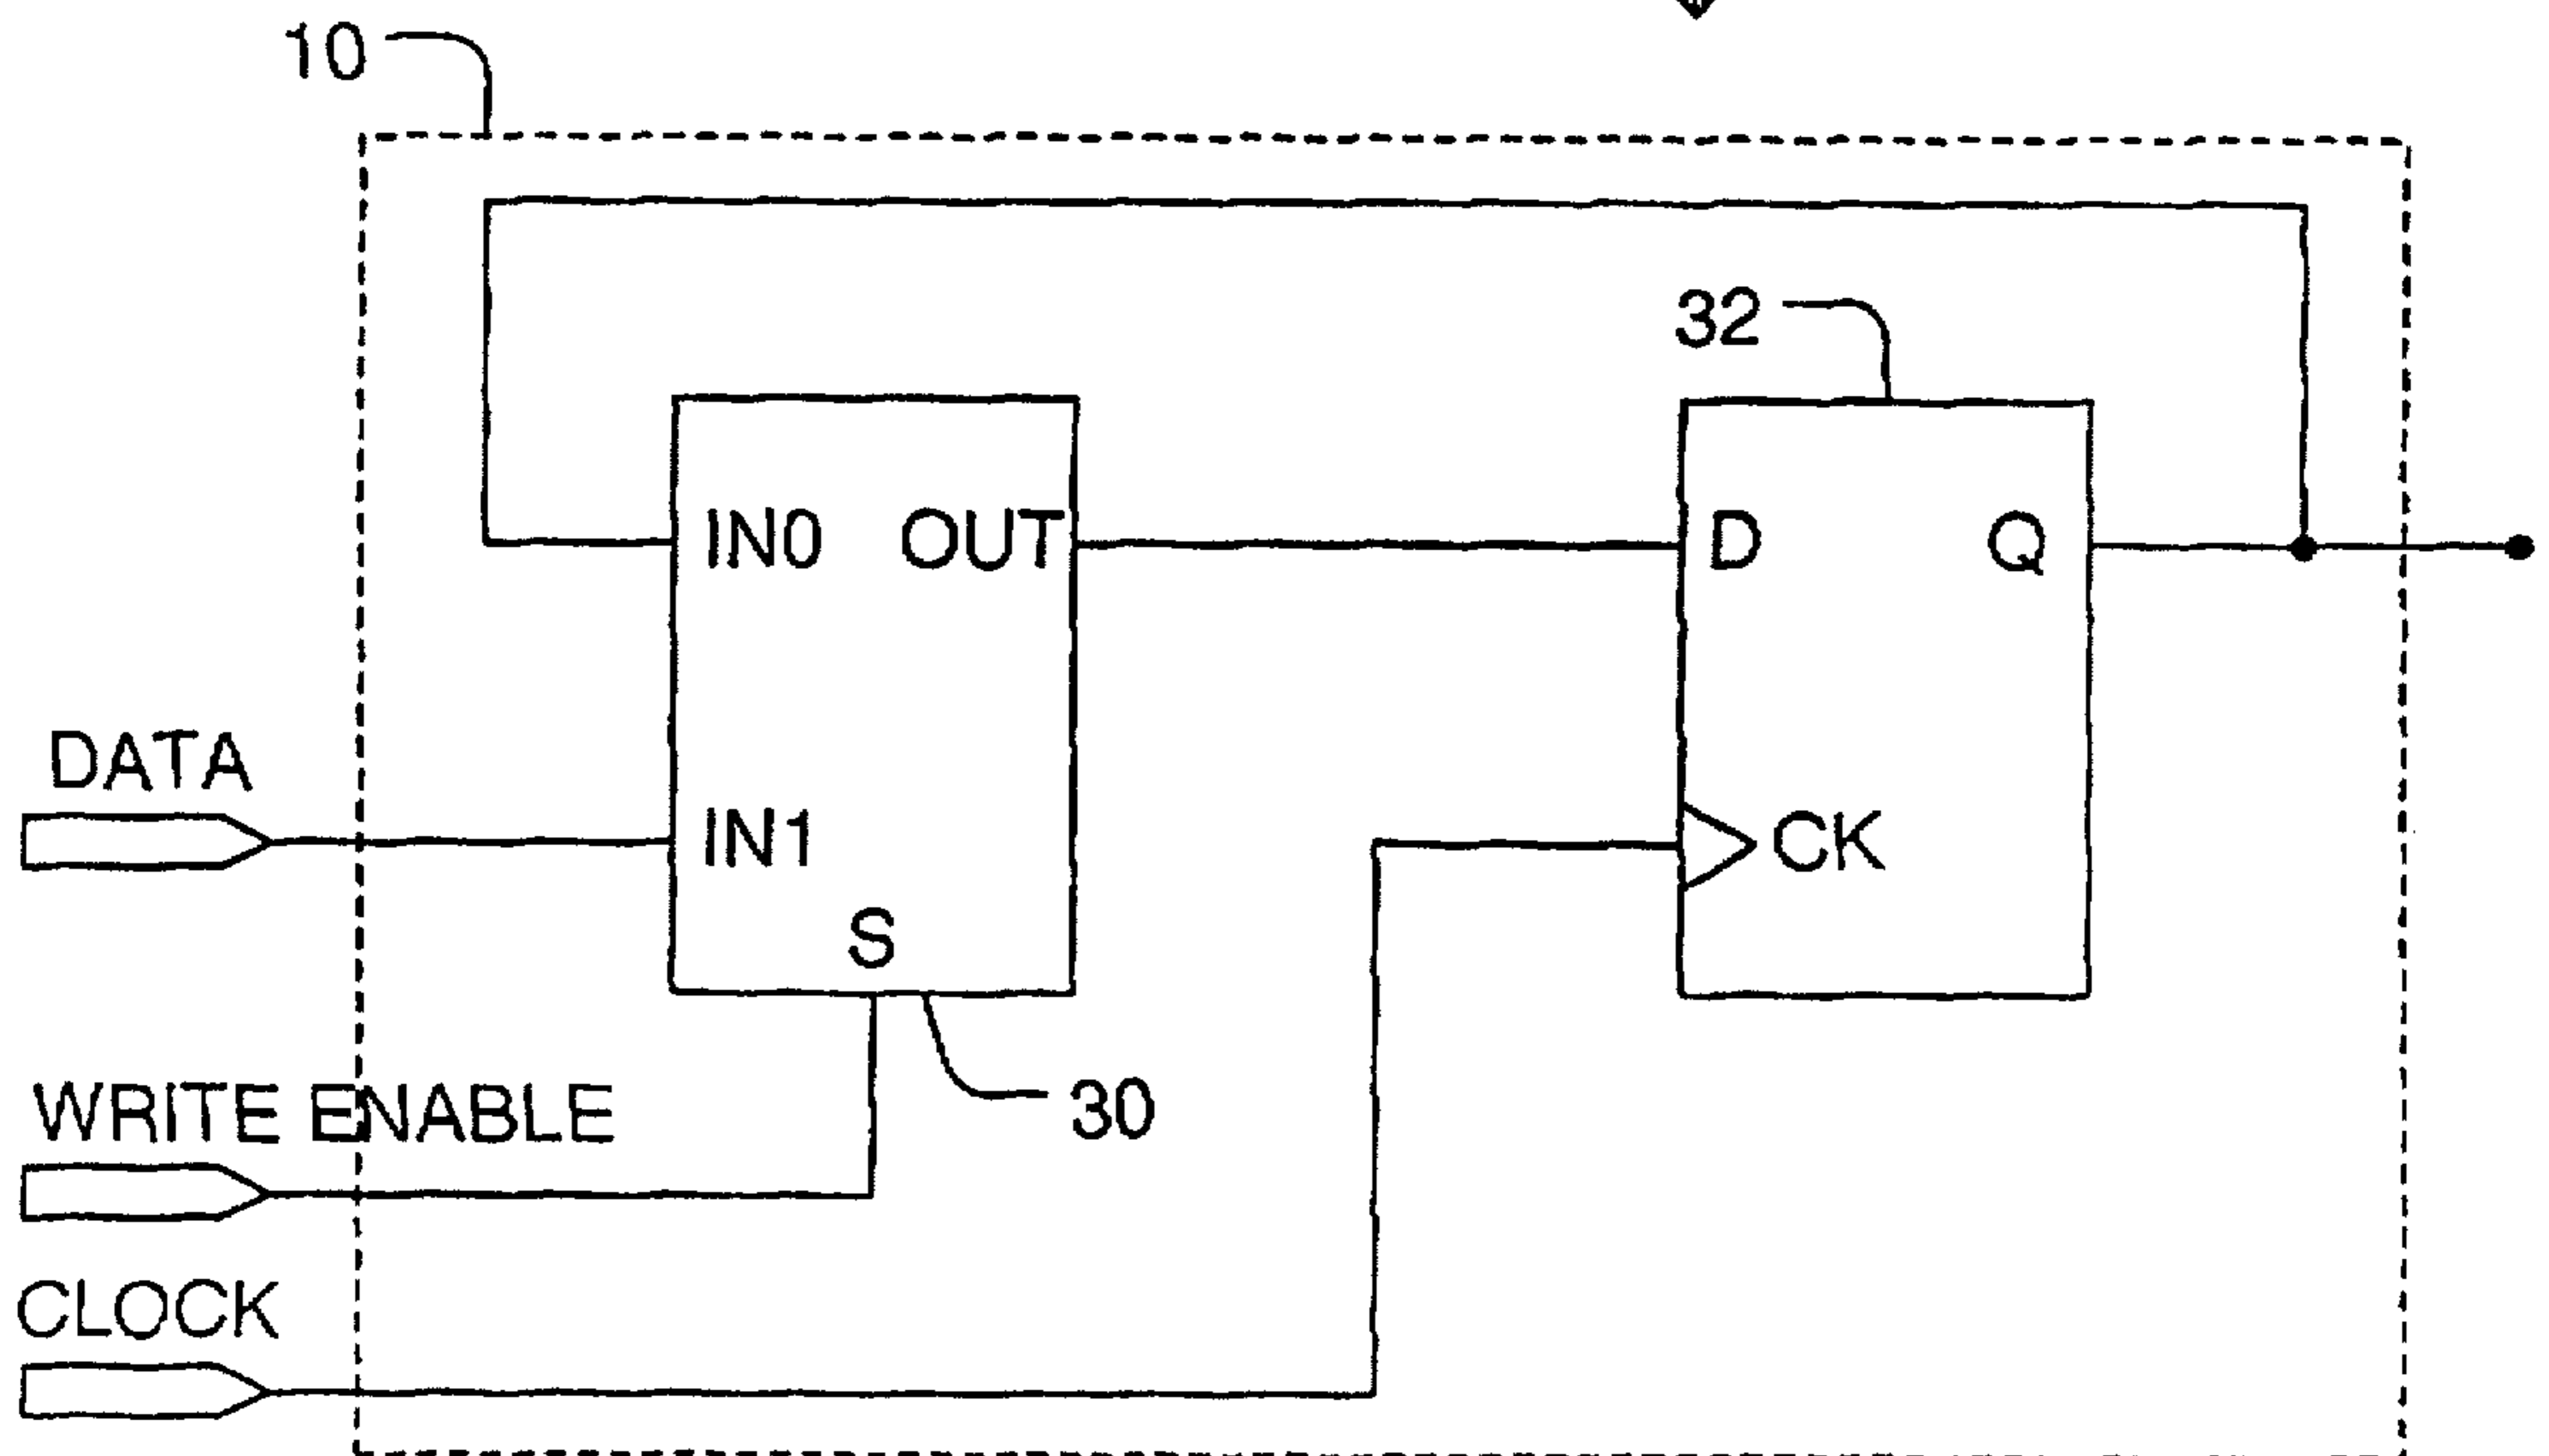 10
32
IN0 OUT
D Q
DATA
IN1
CK
S
WRITE ENABLE
30
CLOCK